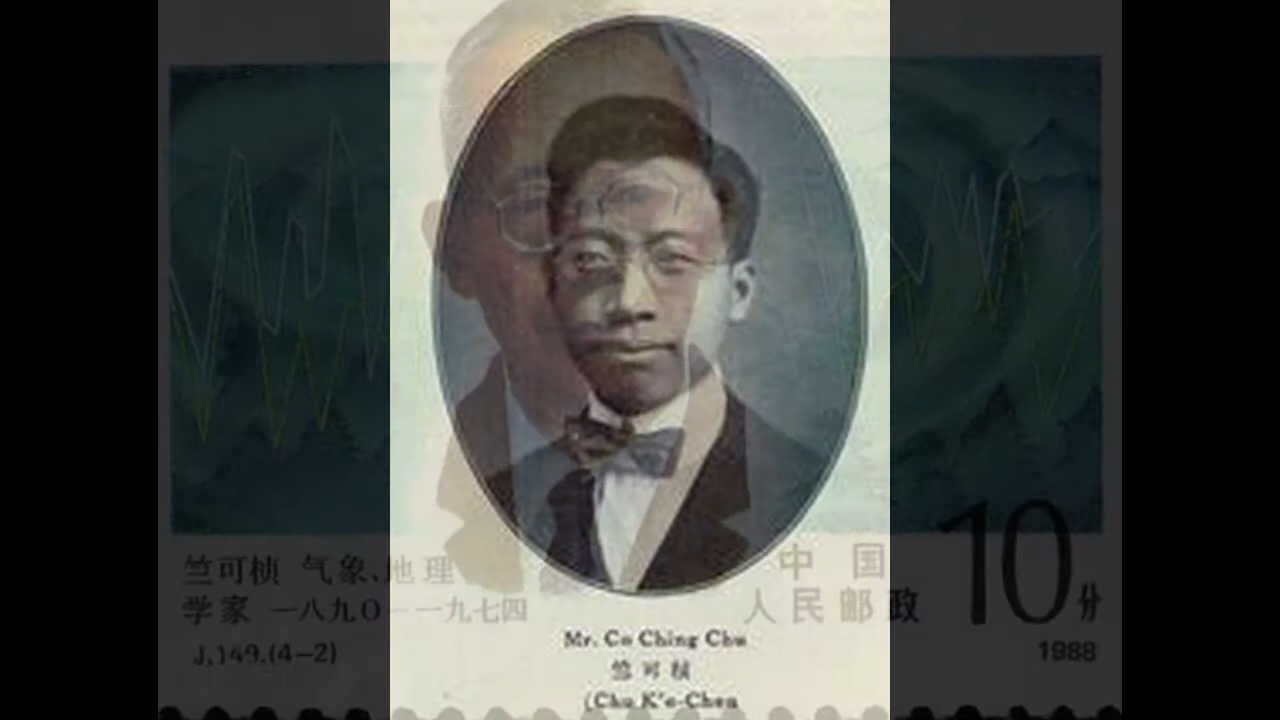 竺可桢 气象、地理
学家 一八九〇—一九七四
J.149.(4-2)
中国
人民邮政
10分
1988
Mr. Co Ching Chu
竺可楨
(Chu K'o-Chen